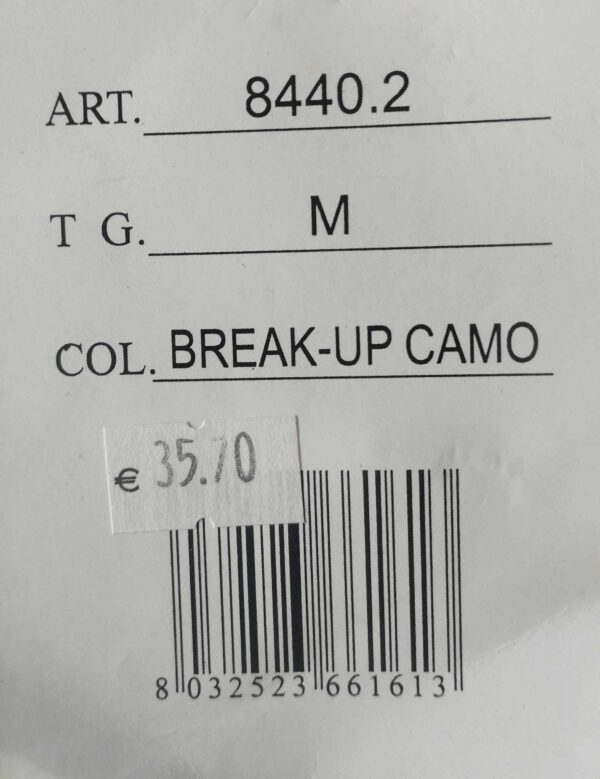 ART. 8440.2
T G. M
COL. BREAK-UP CAMO
€ 35.70
8 032523 661613